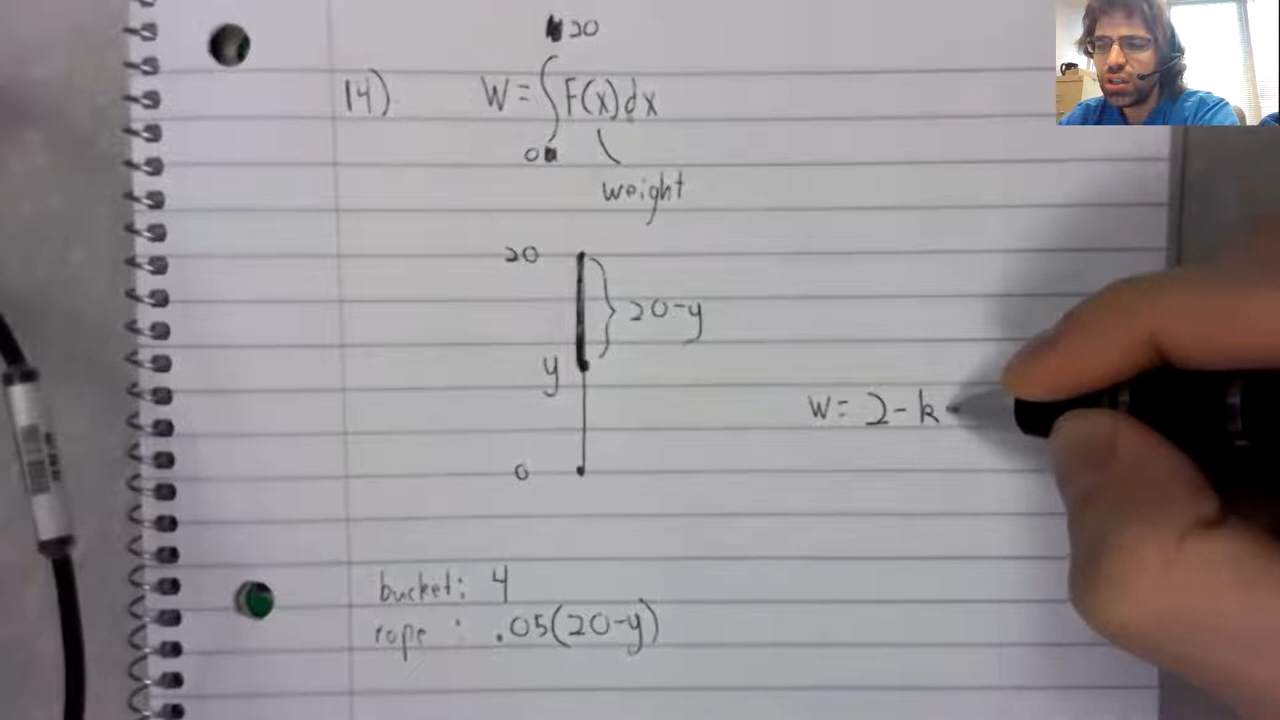 20
14) W = ∫ F(x) dx
0
weight
20
20-y
y
W = 2 - k
0
bucket: 4
rope : .05(20-y)